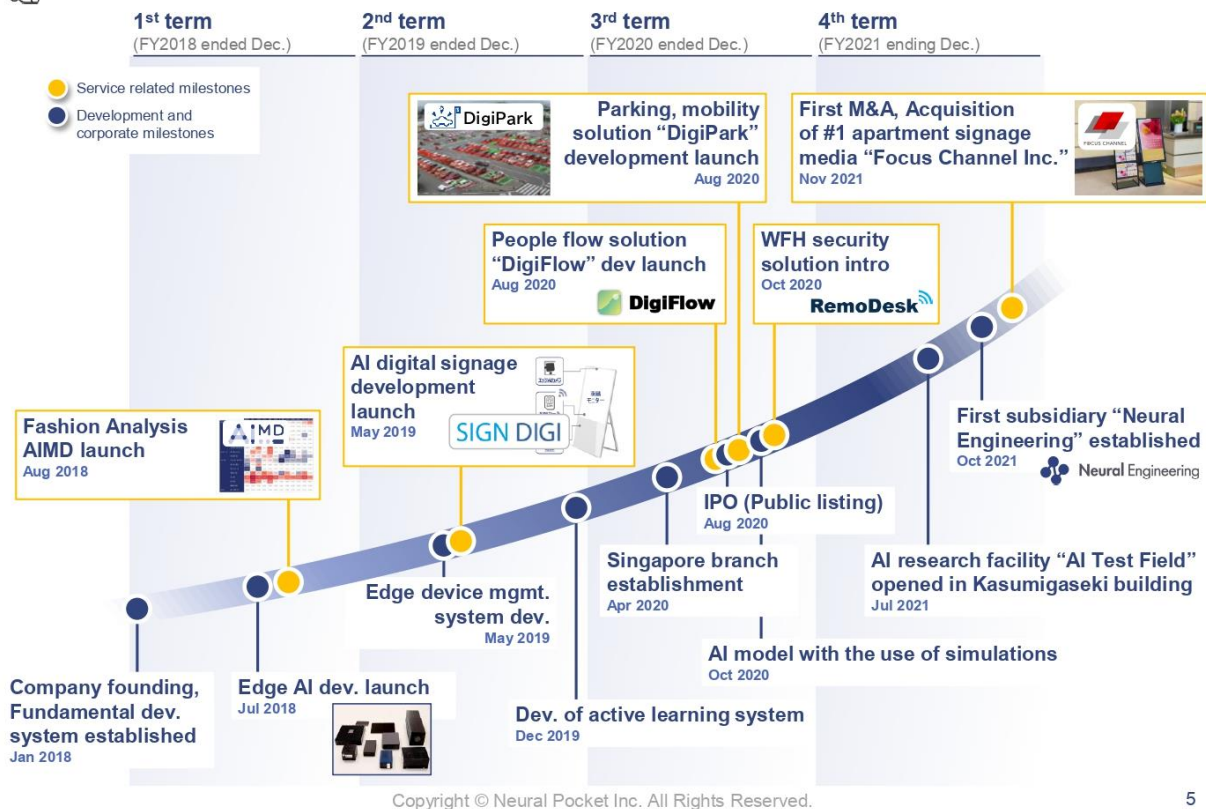 1st term
(FY2018 ended Dec.)
2nd term
(FY2019 ended Dec.)
3rd term
(FY2020 ended Dec.)
4th term
(FY2021 ending Dec.)
Service related milestones
Development and
corporate milestones
DigiPark
Parking, mobility
solution “DigiPark”
development launch
Aug 2020
First M&A, Acquisition
of #1 apartment signage
media “Focus Channel Inc.”
Nov 2021
FOCUS CHANNEL
People flow solution
“DigiFlow” dev launch
Aug 2020
DigiFlow
WFH security
solution intro
Oct 2020
RemoDesk
AI digital signage
development
launch
May 2019
SIGN DIGI
Fashion Analysis
AIMD launch
Aug 2018
AIMD
First subsidiary “Neural
Engineering” established
Oct 2021
Neural Engineering
IPO (Public listing)
Aug 2020
Singapore branch
establishment
Apr 2020
AI research facility “AI Test Field”
opened in Kasumigaseki building
Jul 2021
Edge device mgmt.
system dev.
May 2019
AI model with the use of simulations
Oct 2020
Company founding,
Fundamental dev.
system established
Jan 2018
Edge AI dev. launch
Jul 2018
Dev. of active learning system
Dec 2019
Copyright © Neural Pocket Inc. All Rights Reserved.
5